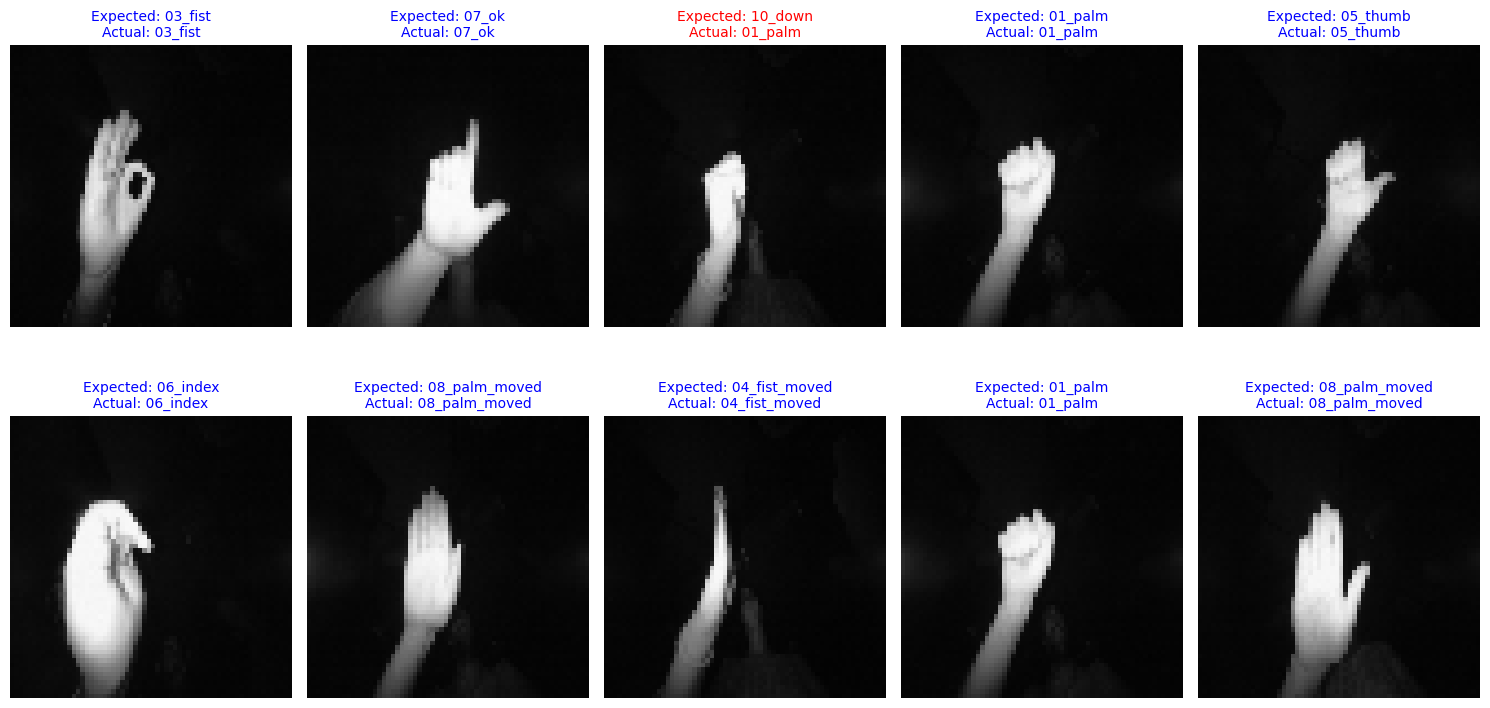 Expected: 03_fist
Actual: 03_fist
Expected: 07_ok
Actual: 07_ok
Expected: 10_down
Actual: 01_palm
Expected: 01_palm
Actual: 01_palm
Expected: 05_thumb
Actual: 05_thumb
Expected: 06_index
Actual: 06_index
Expected: 08_palm_moved
Actual: 08_palm_moved
Expected: 04_fist_moved
Actual: 04_fist_moved
Expected: 01_palm
Actual: 01_palm
Expected: 08_palm_moved
Actual: 08_palm_moved